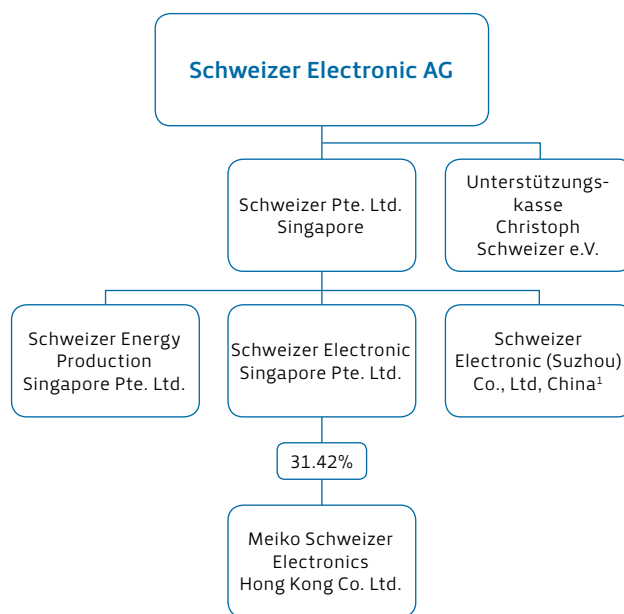 Schweizer Electronic AG
Schweizer Pte. Ltd.
Singapore
Unterstützungs-
kasse
Christoph
Schweizer e.V.
Schweizer Energy
Production
Singapore Pte. Ltd.
Schweizer Electronic
Singapore Pte. Ltd.
Schweizer
Electronic (Suzhou)
Co., Ltd, China¹
31.42%
Meiko Schweizer
Electronics
Hong Kong Co. Ltd.